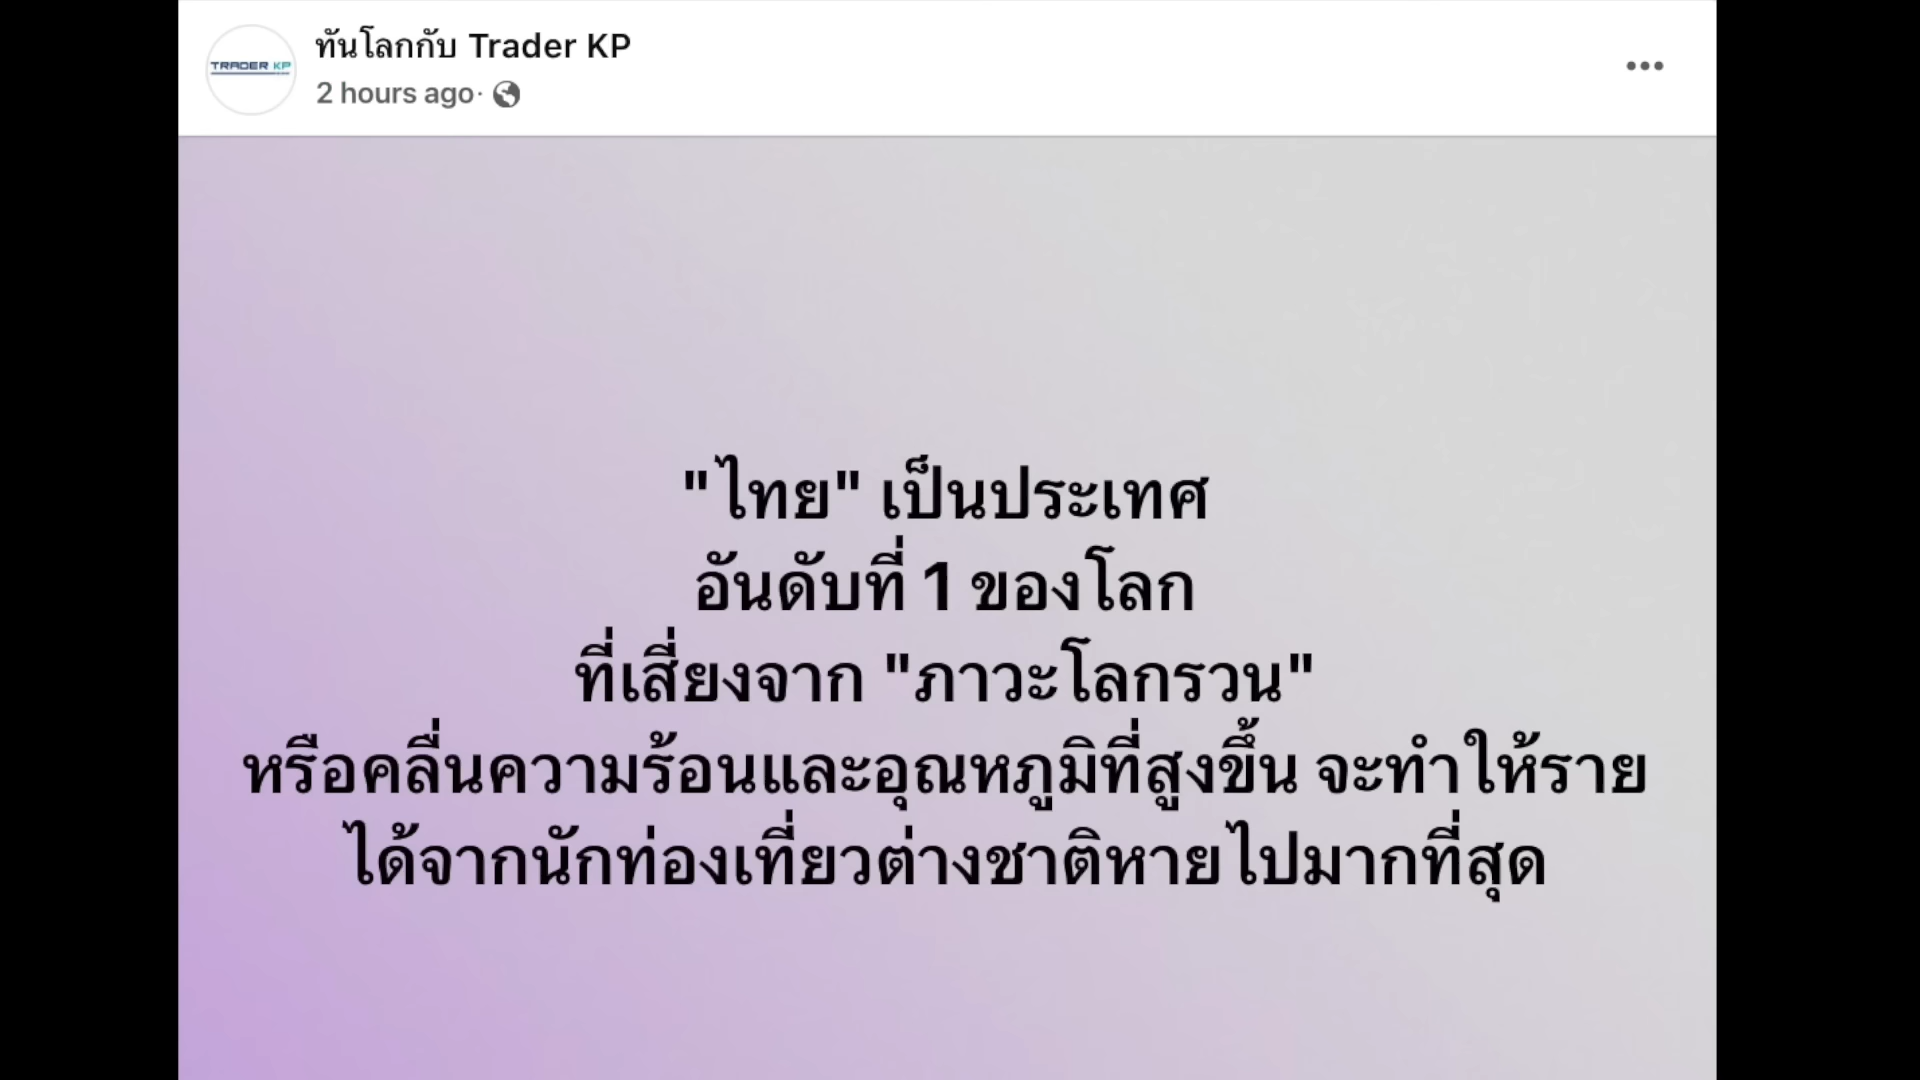 ทันโลกกับ Trader KP
TRADER KP
2 hours ago ·
"ไทย" เป็นประเทศ
อันดับที่ 1 ของโลก
ที่เสี่ยงจาก "ภาวะโลกรวน"
หรือคลื่นความร้อนและอุณหภูมิที่สูงขึ้น จะทำให้ราย
ได้จากนักท่องเที่ยวต่างชาติหายไปมากที่สุด